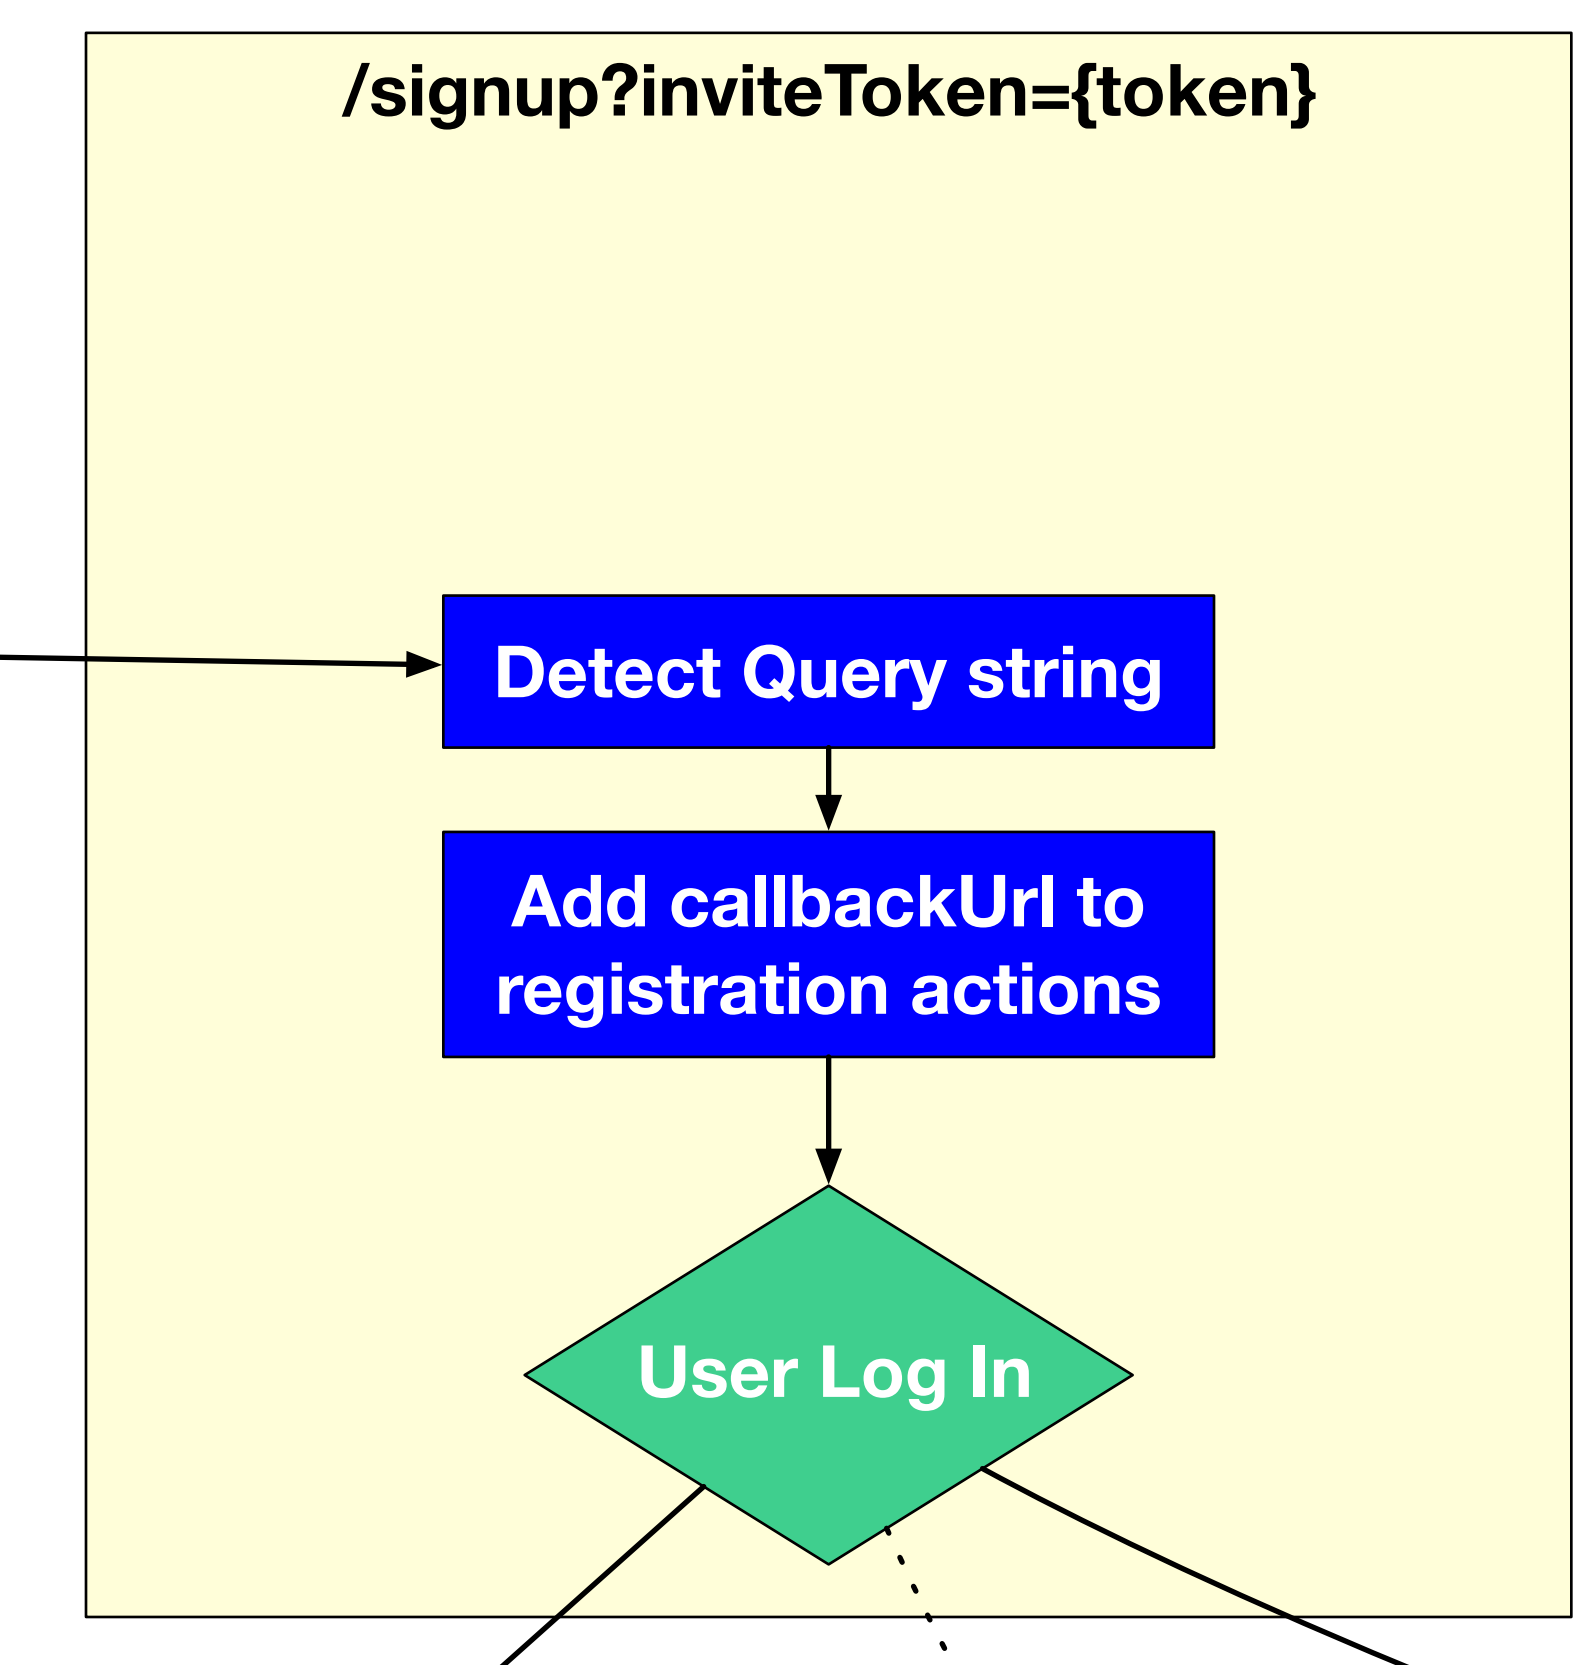 /signup?inviteToken={token}
Detect Query string
Add callbackUrl to
registration actions
User Log In